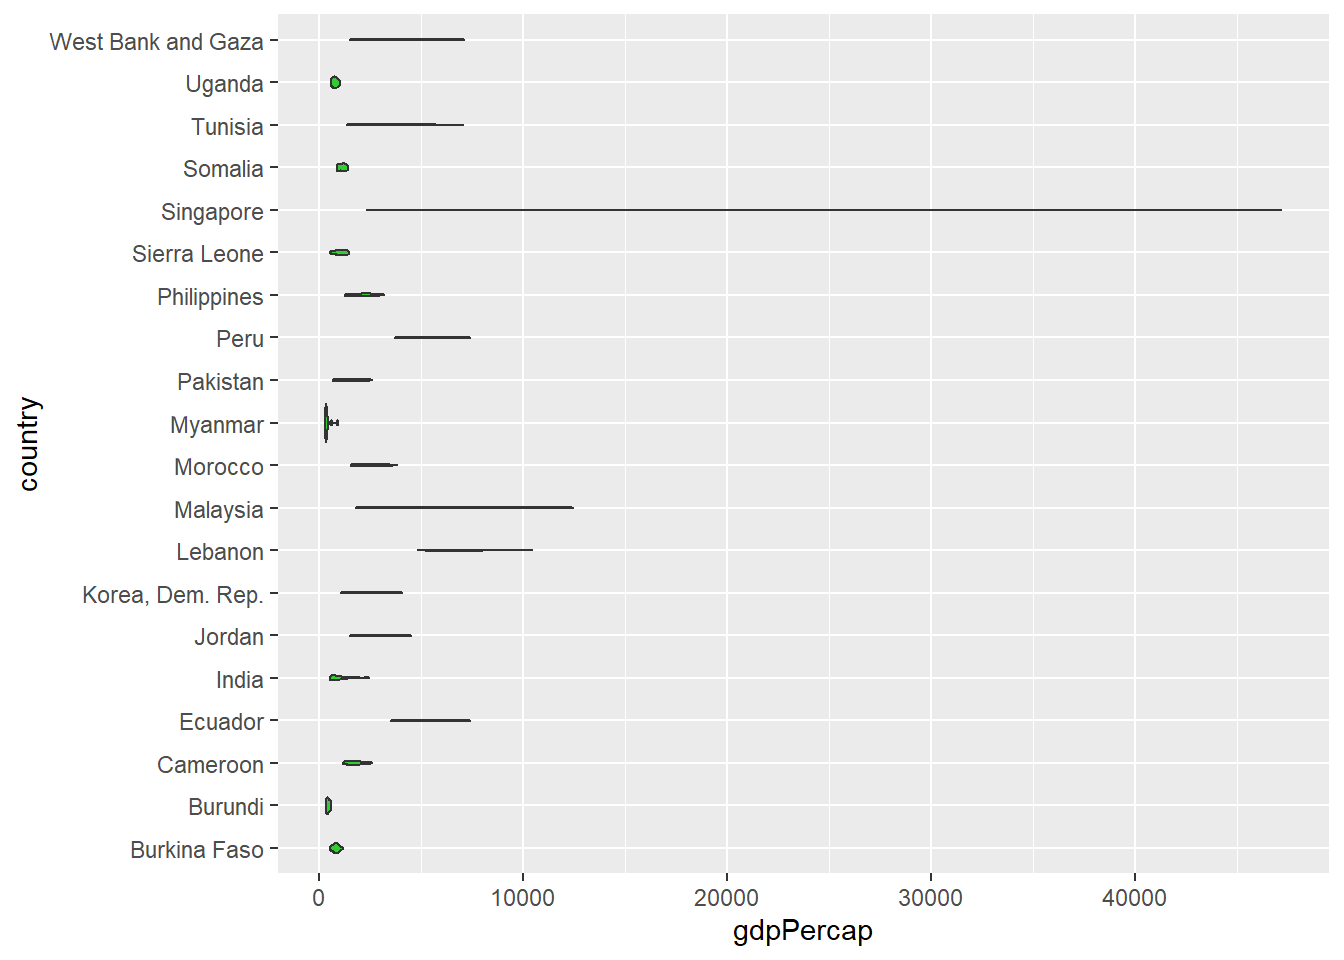 West Bank and Gaza
Uganda
Tunisia
Somalia
Singapore
Sierra Leone
Philippines
Peru
Pakistan
Myanmar
Morocco
Malaysia
Lebanon
Korea, Dem. Rep.
Jordan
India
Ecuador
Cameroon
Burundi
Burkina Faso
country
0 10000 20000 30000 40000
gdpPercap